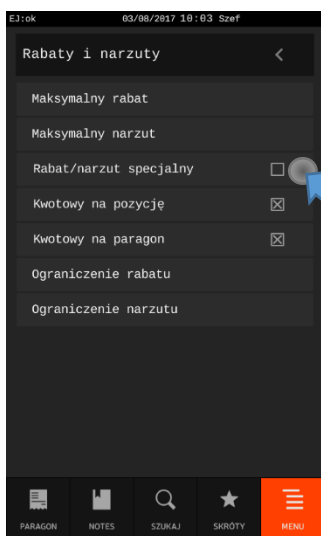 EJ:ok 03/08/2017 10:03 Szef
Rabaty i narzuty
Maksymalny rabat
Maksymalny narzut
Rabat/narzut specjalny
Kwotowy na pozycję
Kwotowy na paragon
Ograniczenie rabatu
Ograniczenie narzutu
PARAGON NOTES SZUKAJ SKRÓTY MENU